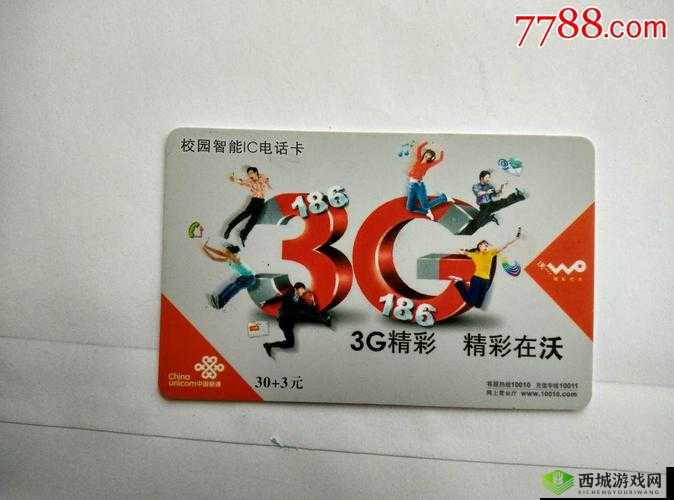 7788.com
校园智能IC电话卡
186
3G
186
3G精彩 精彩在沃
wo
China
unicom中国联通
30+3元
客服热线10010 充值专线10011
网上营业厅 www.10010.com
西城游戏网
XICHENGYOUXIWANG